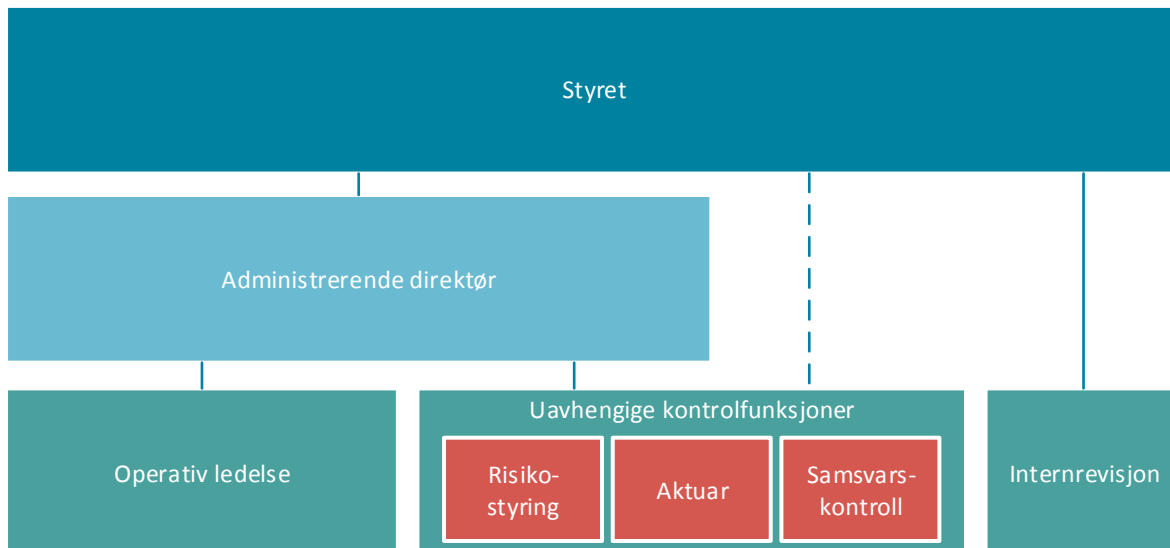 Styret
Administrerende direktør
Operativ ledelse
Uavhengige kontrolfunksjoner
Risiko-
styring
Aktuar
Samsvars-
kontroll
Internrevisjon